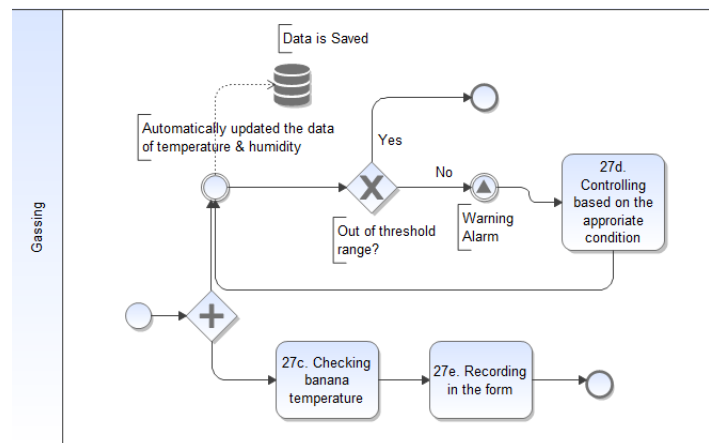 Gassing
Data is Saved
Automatically updated the data
of temperature & humidity
Yes
No
Out of threshold
range?
Warning
Alarm
27d.
Controlling
based on the
approriate
condition
27c. Checking
banana
temperature
27e. Recording
in the form